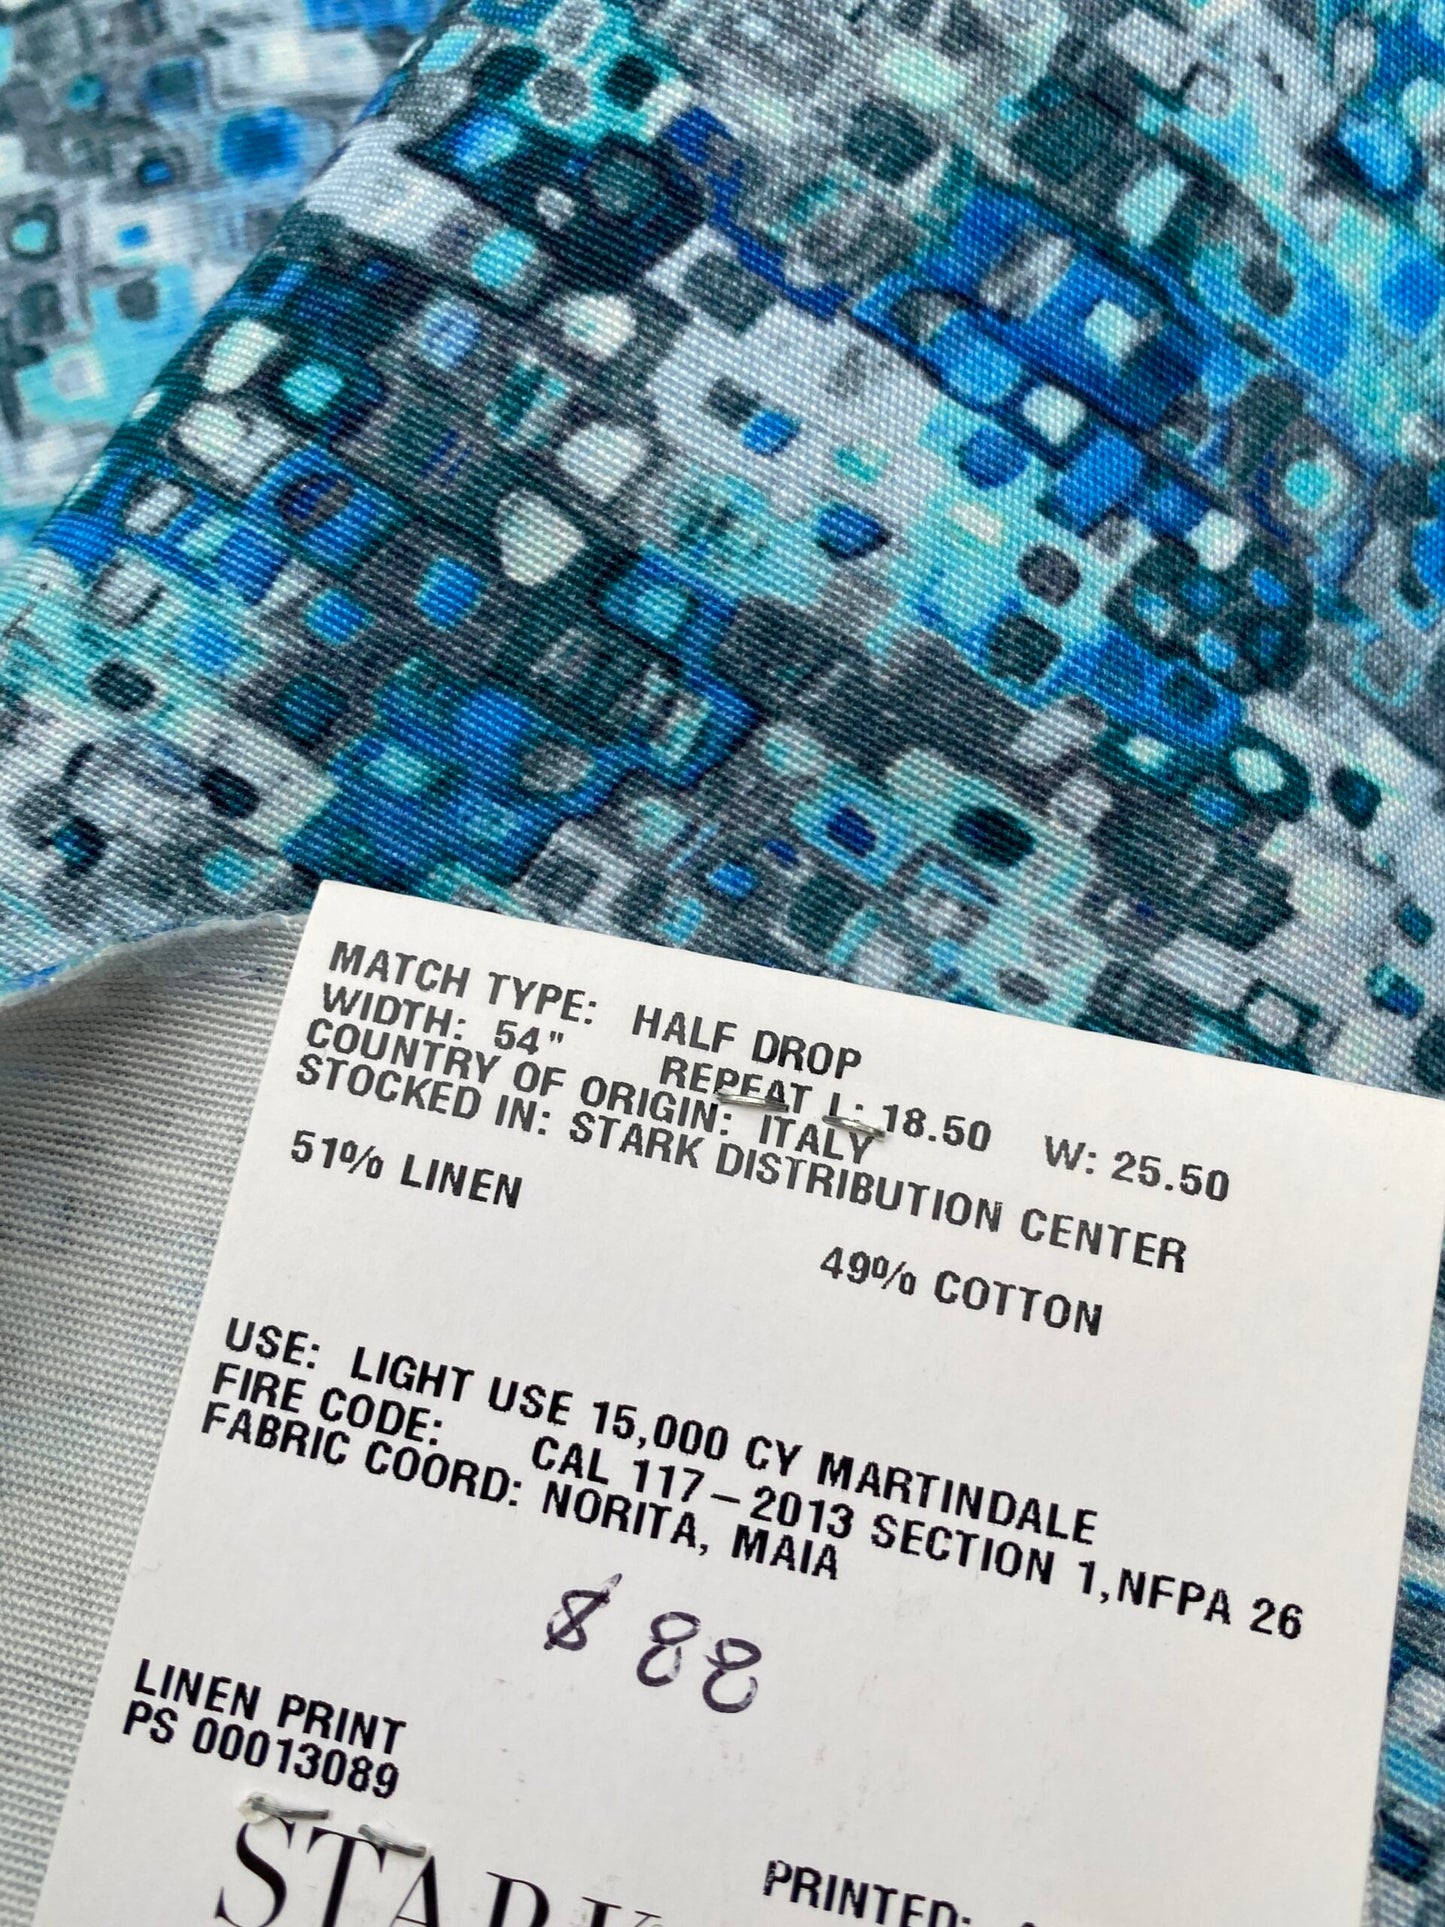 MATCH TYPE: HALF DROP
WIDTH: 54" REPEAT L: 18.50 W: 25.50
COUNTRY OF ORIGIN: ITALY
STOCKED IN: STARK DISTRIBUTION CENTER
51% LINEN
49% COTTON
USE: LIGHT USE 15,000 CY MARTINDALE
FIRE CODE: CAL 117-2013 SECTION 1,NFPA 26
FABRIC COORD: NORITA, MAIA
$ 88
LINEN PRINT
PS 00013089
STARK
PRINTED: